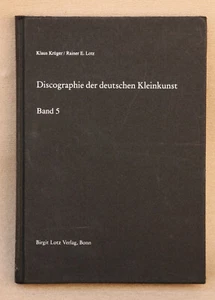 Klaus Krüger / Rainer E. Lotz
Discographie der deutschen Kleinkunst
Band 5
Birgit Lotz Verlag, Bonn